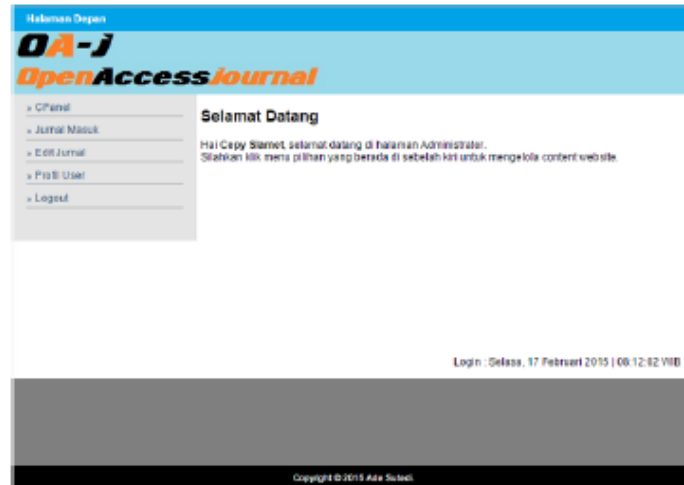 Halaman Depan
OA-J
OpenAccessJournal
» CPanel
» Jurnal Masuk
» Edit Jurnal
» Profil User
» Logout
Selamat Datang
Hai Cepy Slamet, selamat datang di halaman Administrator.
Silahkan klik menu pilihan yang berada di sebelah kiri untuk mengelola content website.
Login : Selasa, 17 Februari 2015 | 08:12:02 WIB
Copyright © 2015 Ade Sutedi.